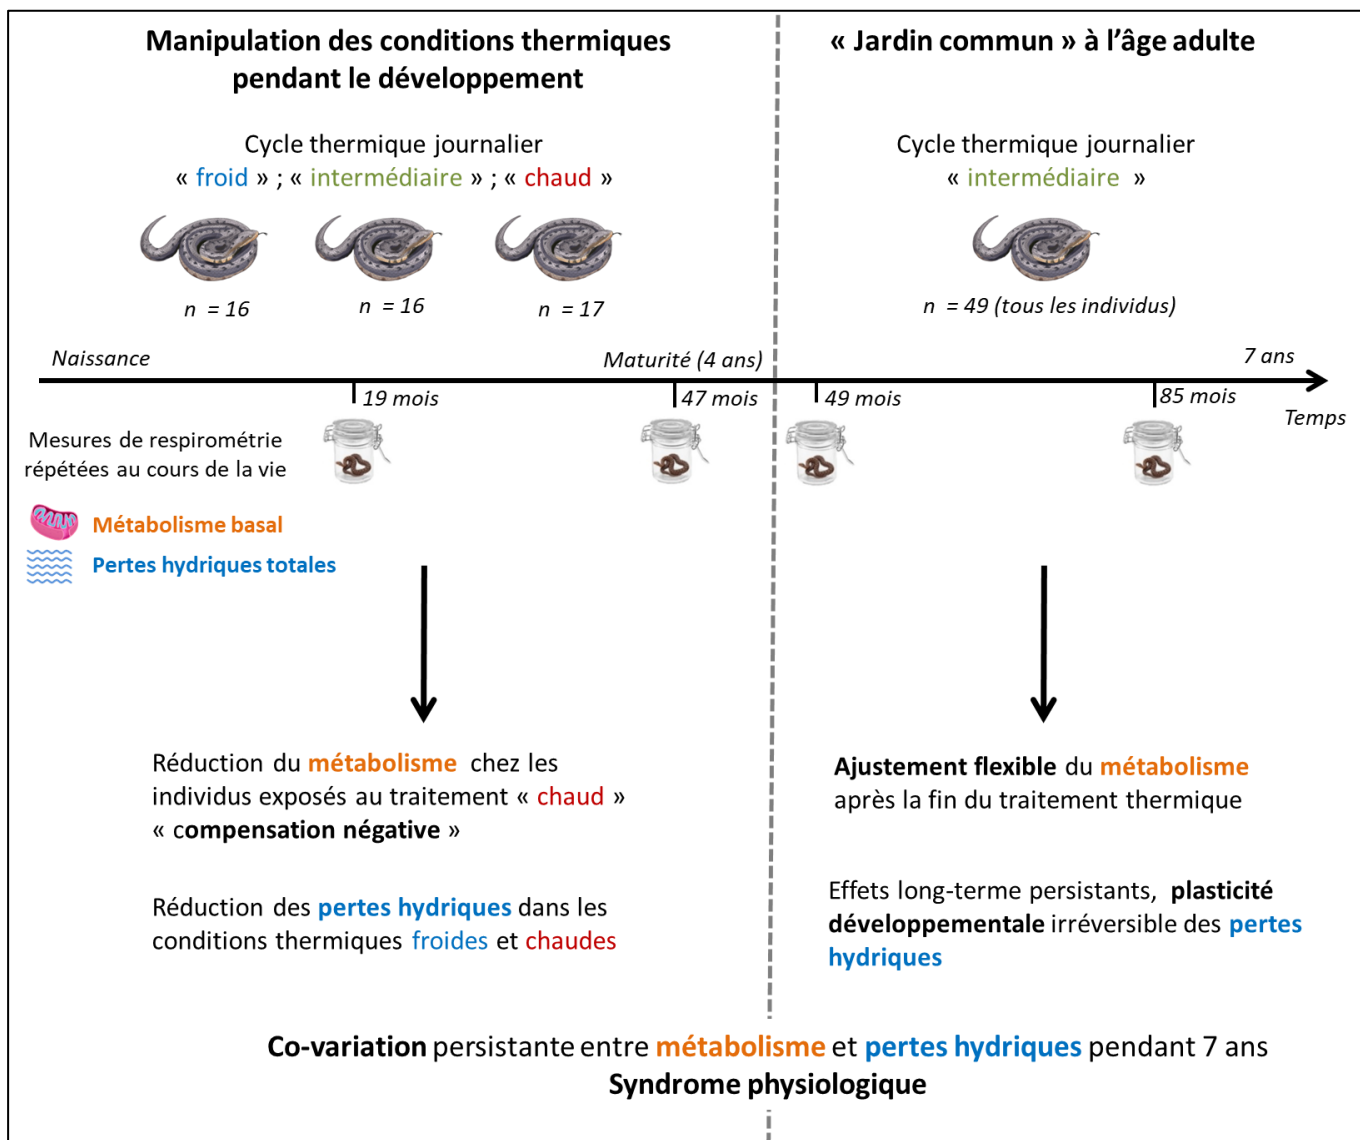 Manipulation des conditions thermiques
pendant le développement
« Jardin commun » à l'âge adulte
Cycle thermique journalier
« froid » ; « intermédiaire » ; « chaud »
Cycle thermique journalier
« intermédiaire »
n = 16
n = 16
n = 17
n = 49 (tous les individus)
Naissance
Maturité (4 ans)
7 ans
19 mois
47 mois
49 mois
85 mois
Temps
Mesures de respirométrie
répétées au cours de la vie
Métabolisme basal
Pertes hydriques totales
Réduction du métabolisme chez les
individus exposés au traitement « chaud »
« compensation négative »
Réduction des pertes hydriques dans les
conditions thermiques froides et chaudes
Ajustement flexible du métabolisme
après la fin du traitement thermique
Effets long-terme persistants, plasticité
développementale irréversible des pertes
hydriques
Co-variation persistante entre métabolisme et pertes hydriques pendant 7 ans
Syndrome physiologique